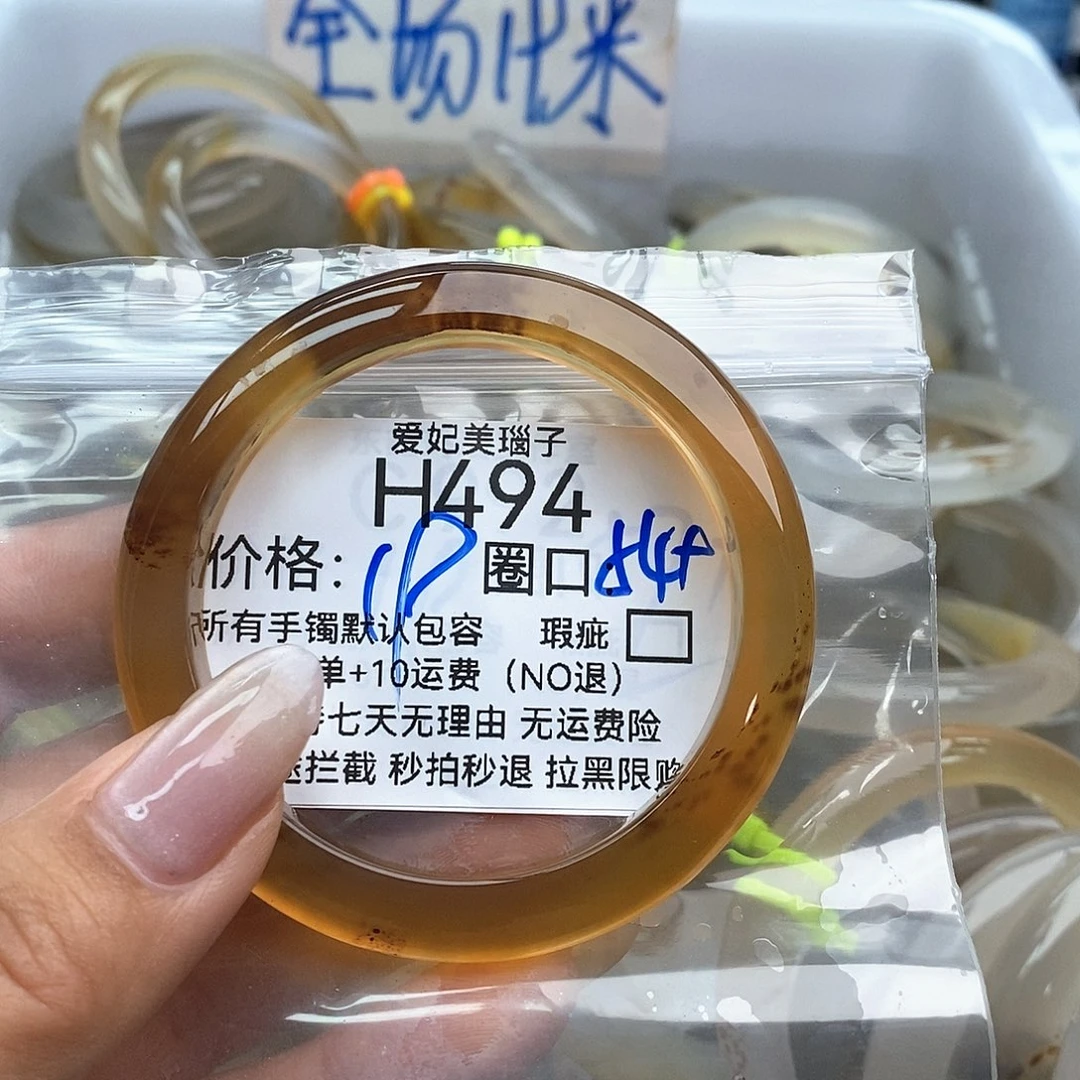 全场
爱妃美瑙子
H494
价格： 圈口
所有手镯默认包容 瑕疵
单+10运费（NO退）
七天无理由 无运费险
拦截 秒拍秒退 拉黑限购